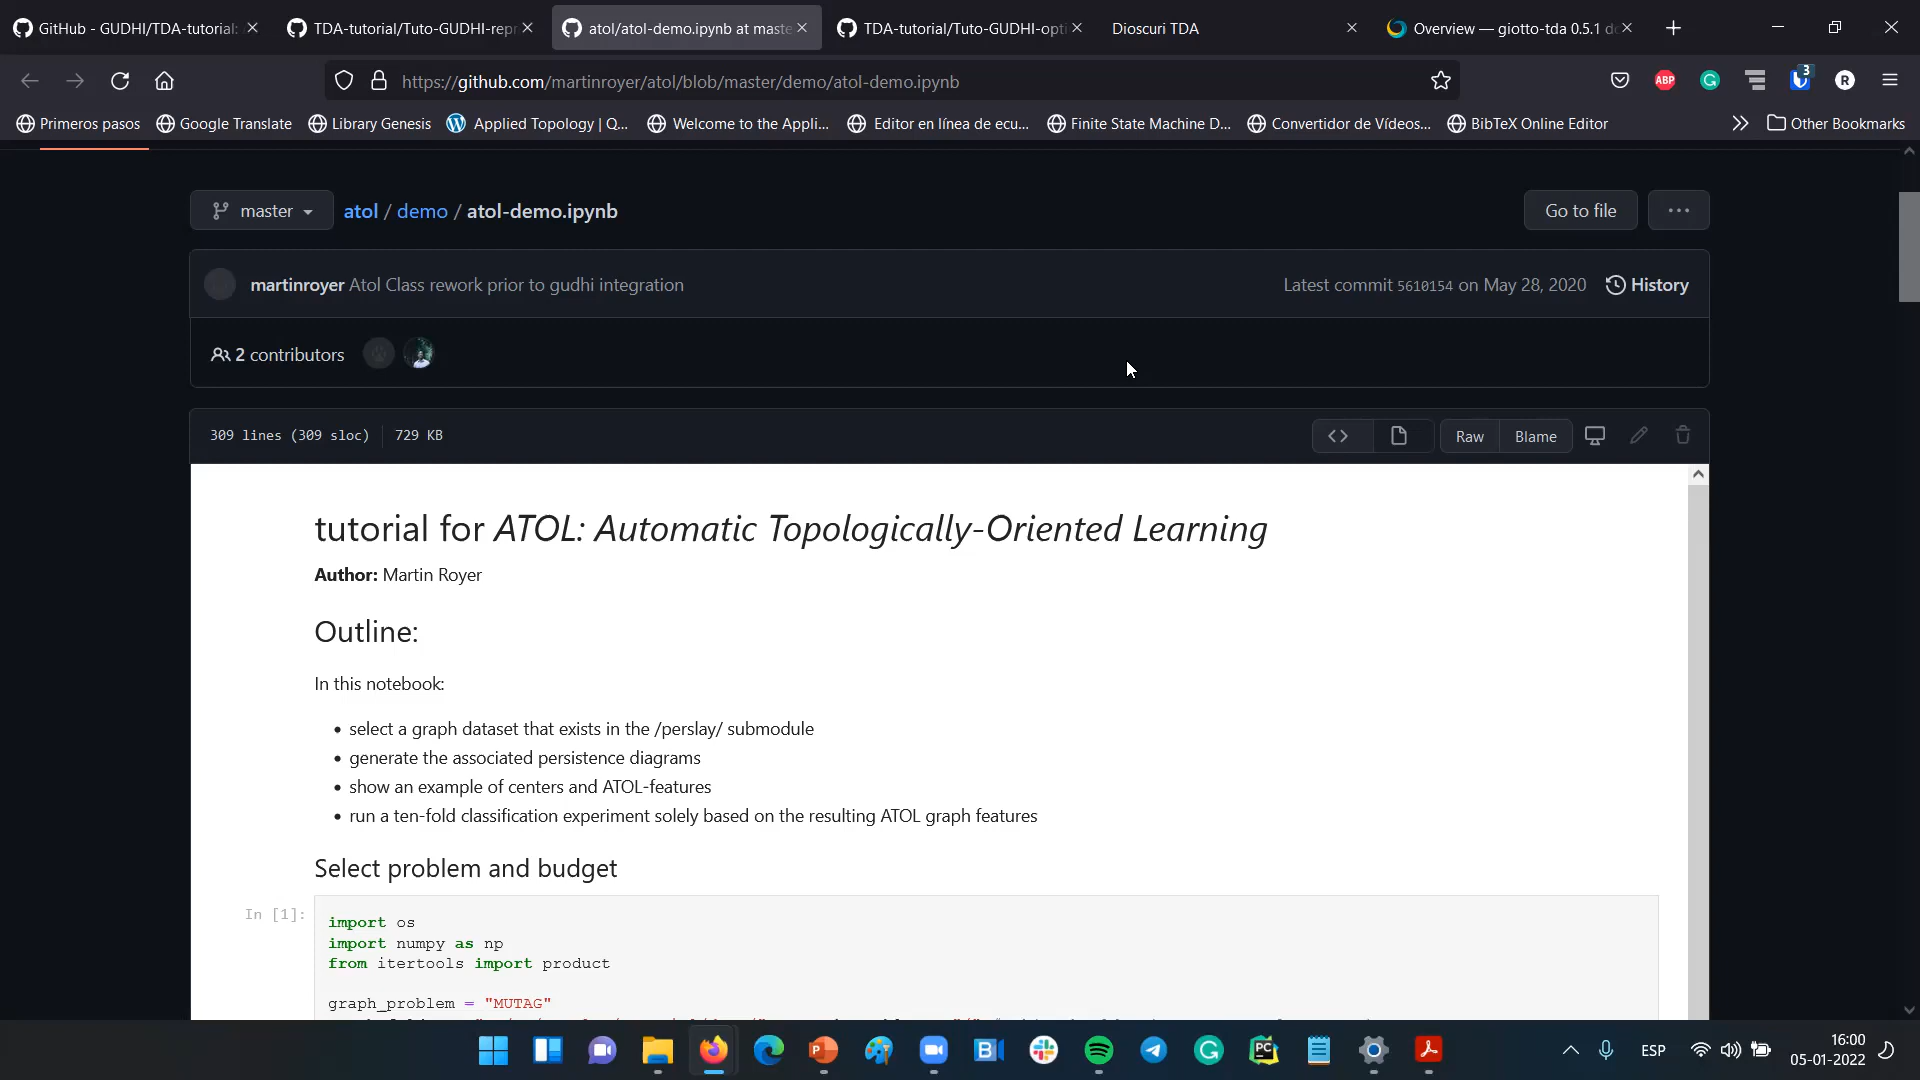 GitHub - GUDHI/TDA-tutorial:
TDA-tutorial/Tuto-GUDHI-repr
atol/atol-demo.ipynb at maste
TDA-tutorial/Tuto-GUDHI-opti
Dioscuri TDA
Overview — giotto-tda 0.5.1 do
https://github.com/martinroyer/atol/blob/master/demo/atol-demo.ipynb
ABP
3
R
Primeros pasos
Google Translate
Library Genesis
Applied Topology | Q...
Welcome to the Appli...
Editor en línea de ecu...
Finite State Machine D...
Convertidor de Vídeos...
BibTeX Online Editor
Other Bookmarks
master
atol / demo / atol-demo.ipynb
Go to file
martinroyer Atol Class rework prior to gudhi integration
Latest commit 5610154 on May 28, 2020
History
2 contributors
309 lines (309 sloc)
729 KB
Raw
Blame
tutorial for ATOL: Automatic Topologically-Oriented Learning
Author: Martin Royer
Outline:
In this notebook:
• select a graph dataset that exists in the /perslay/ submodule
• generate the associated persistence diagrams
• show an example of centers and ATOL-features
• run a ten-fold classification experiment solely based on the resulting ATOL graph features
Select problem and budget
In [1]:
import os
import numpy as np
from itertools import product
graph_problem = "MUTAG"
ESP
16:00
05-01-2022